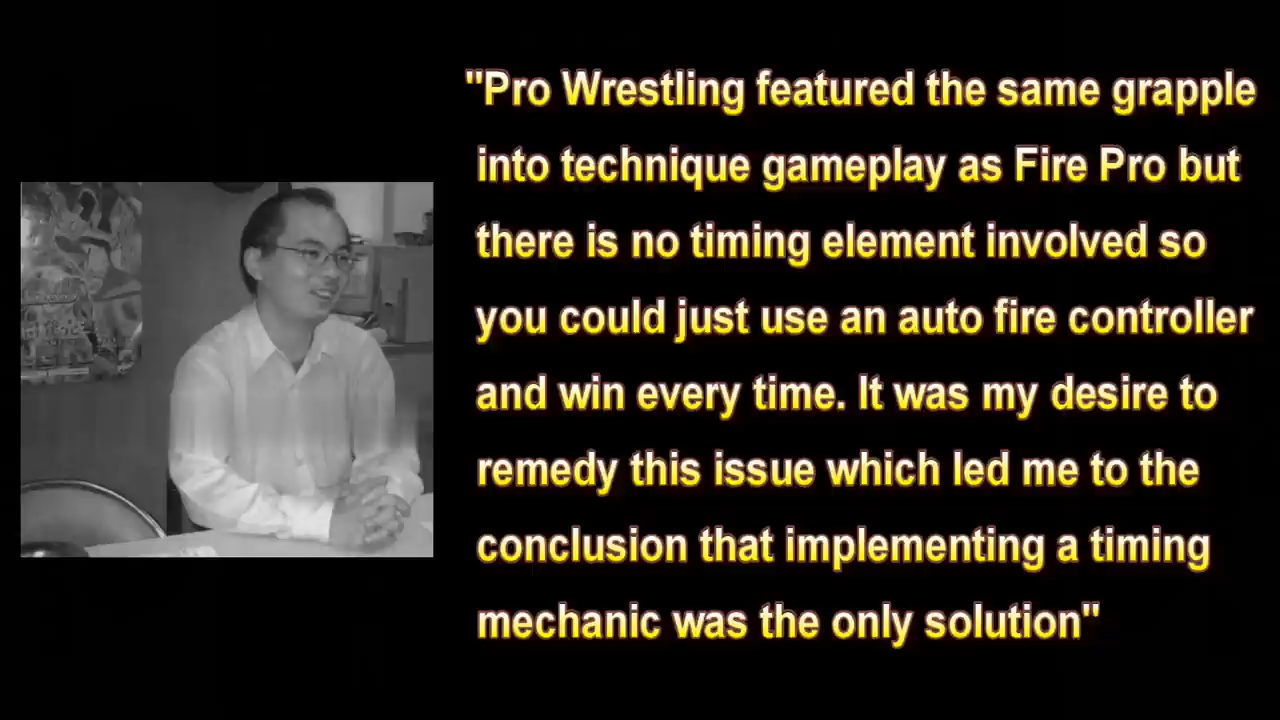 "Pro Wrestling featured the same grapple
into technique gameplay as Fire Pro but
there is no timing element involved so
you could just use an auto fire controller
and win every time. It was my desire to
remedy this issue which led me to the
conclusion that implementing a timing
mechanic was the only solution"